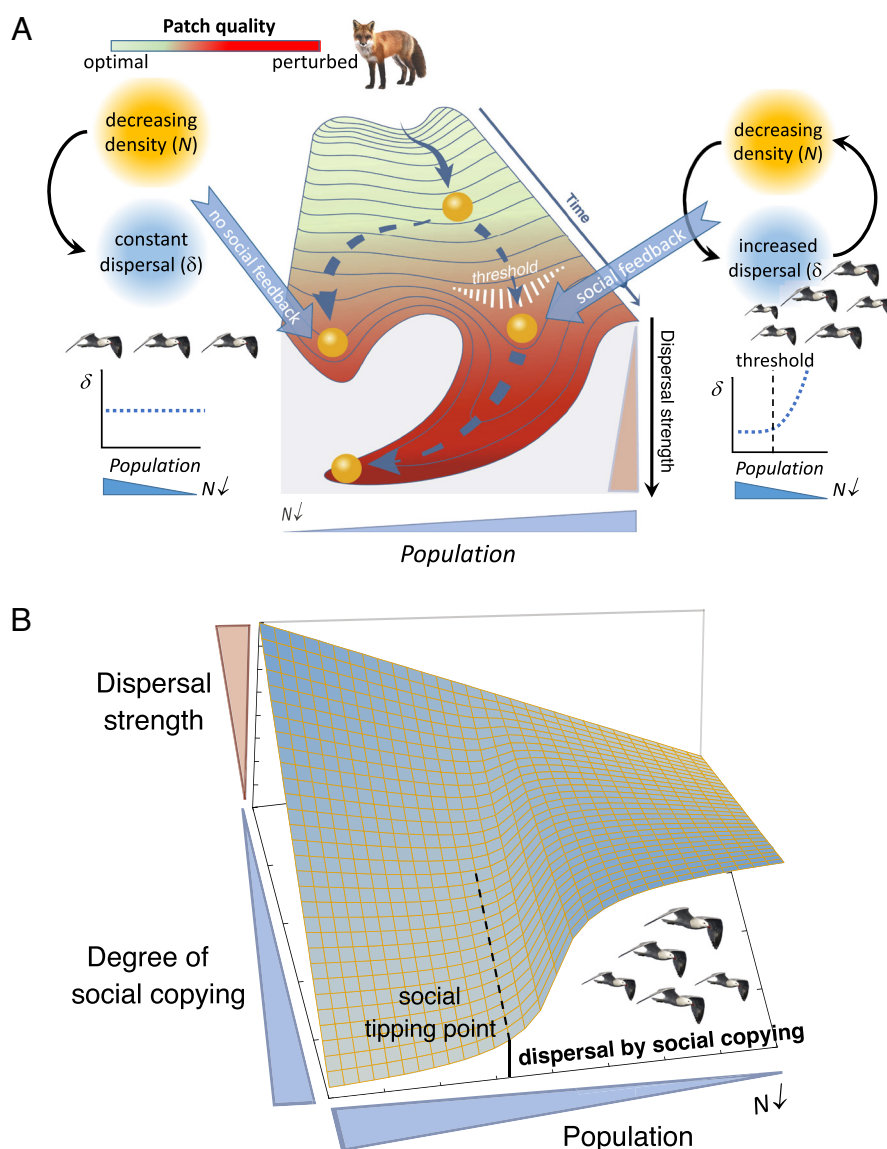 A
Patch quality
optimal
perturbed
decreasing
density (N)
constant
dispersal (δ)
no social feedback
Time
threshold
social feedback
decreasing
density (N)
increased
dispersal (δ
δ
Population
N↓
Dispersal strength
threshold
δ
Population
N↓
N↓
Population
B
Dispersal
strength
Degree of
social copying
social
tipping point
dispersal by social copying
N↓
Population